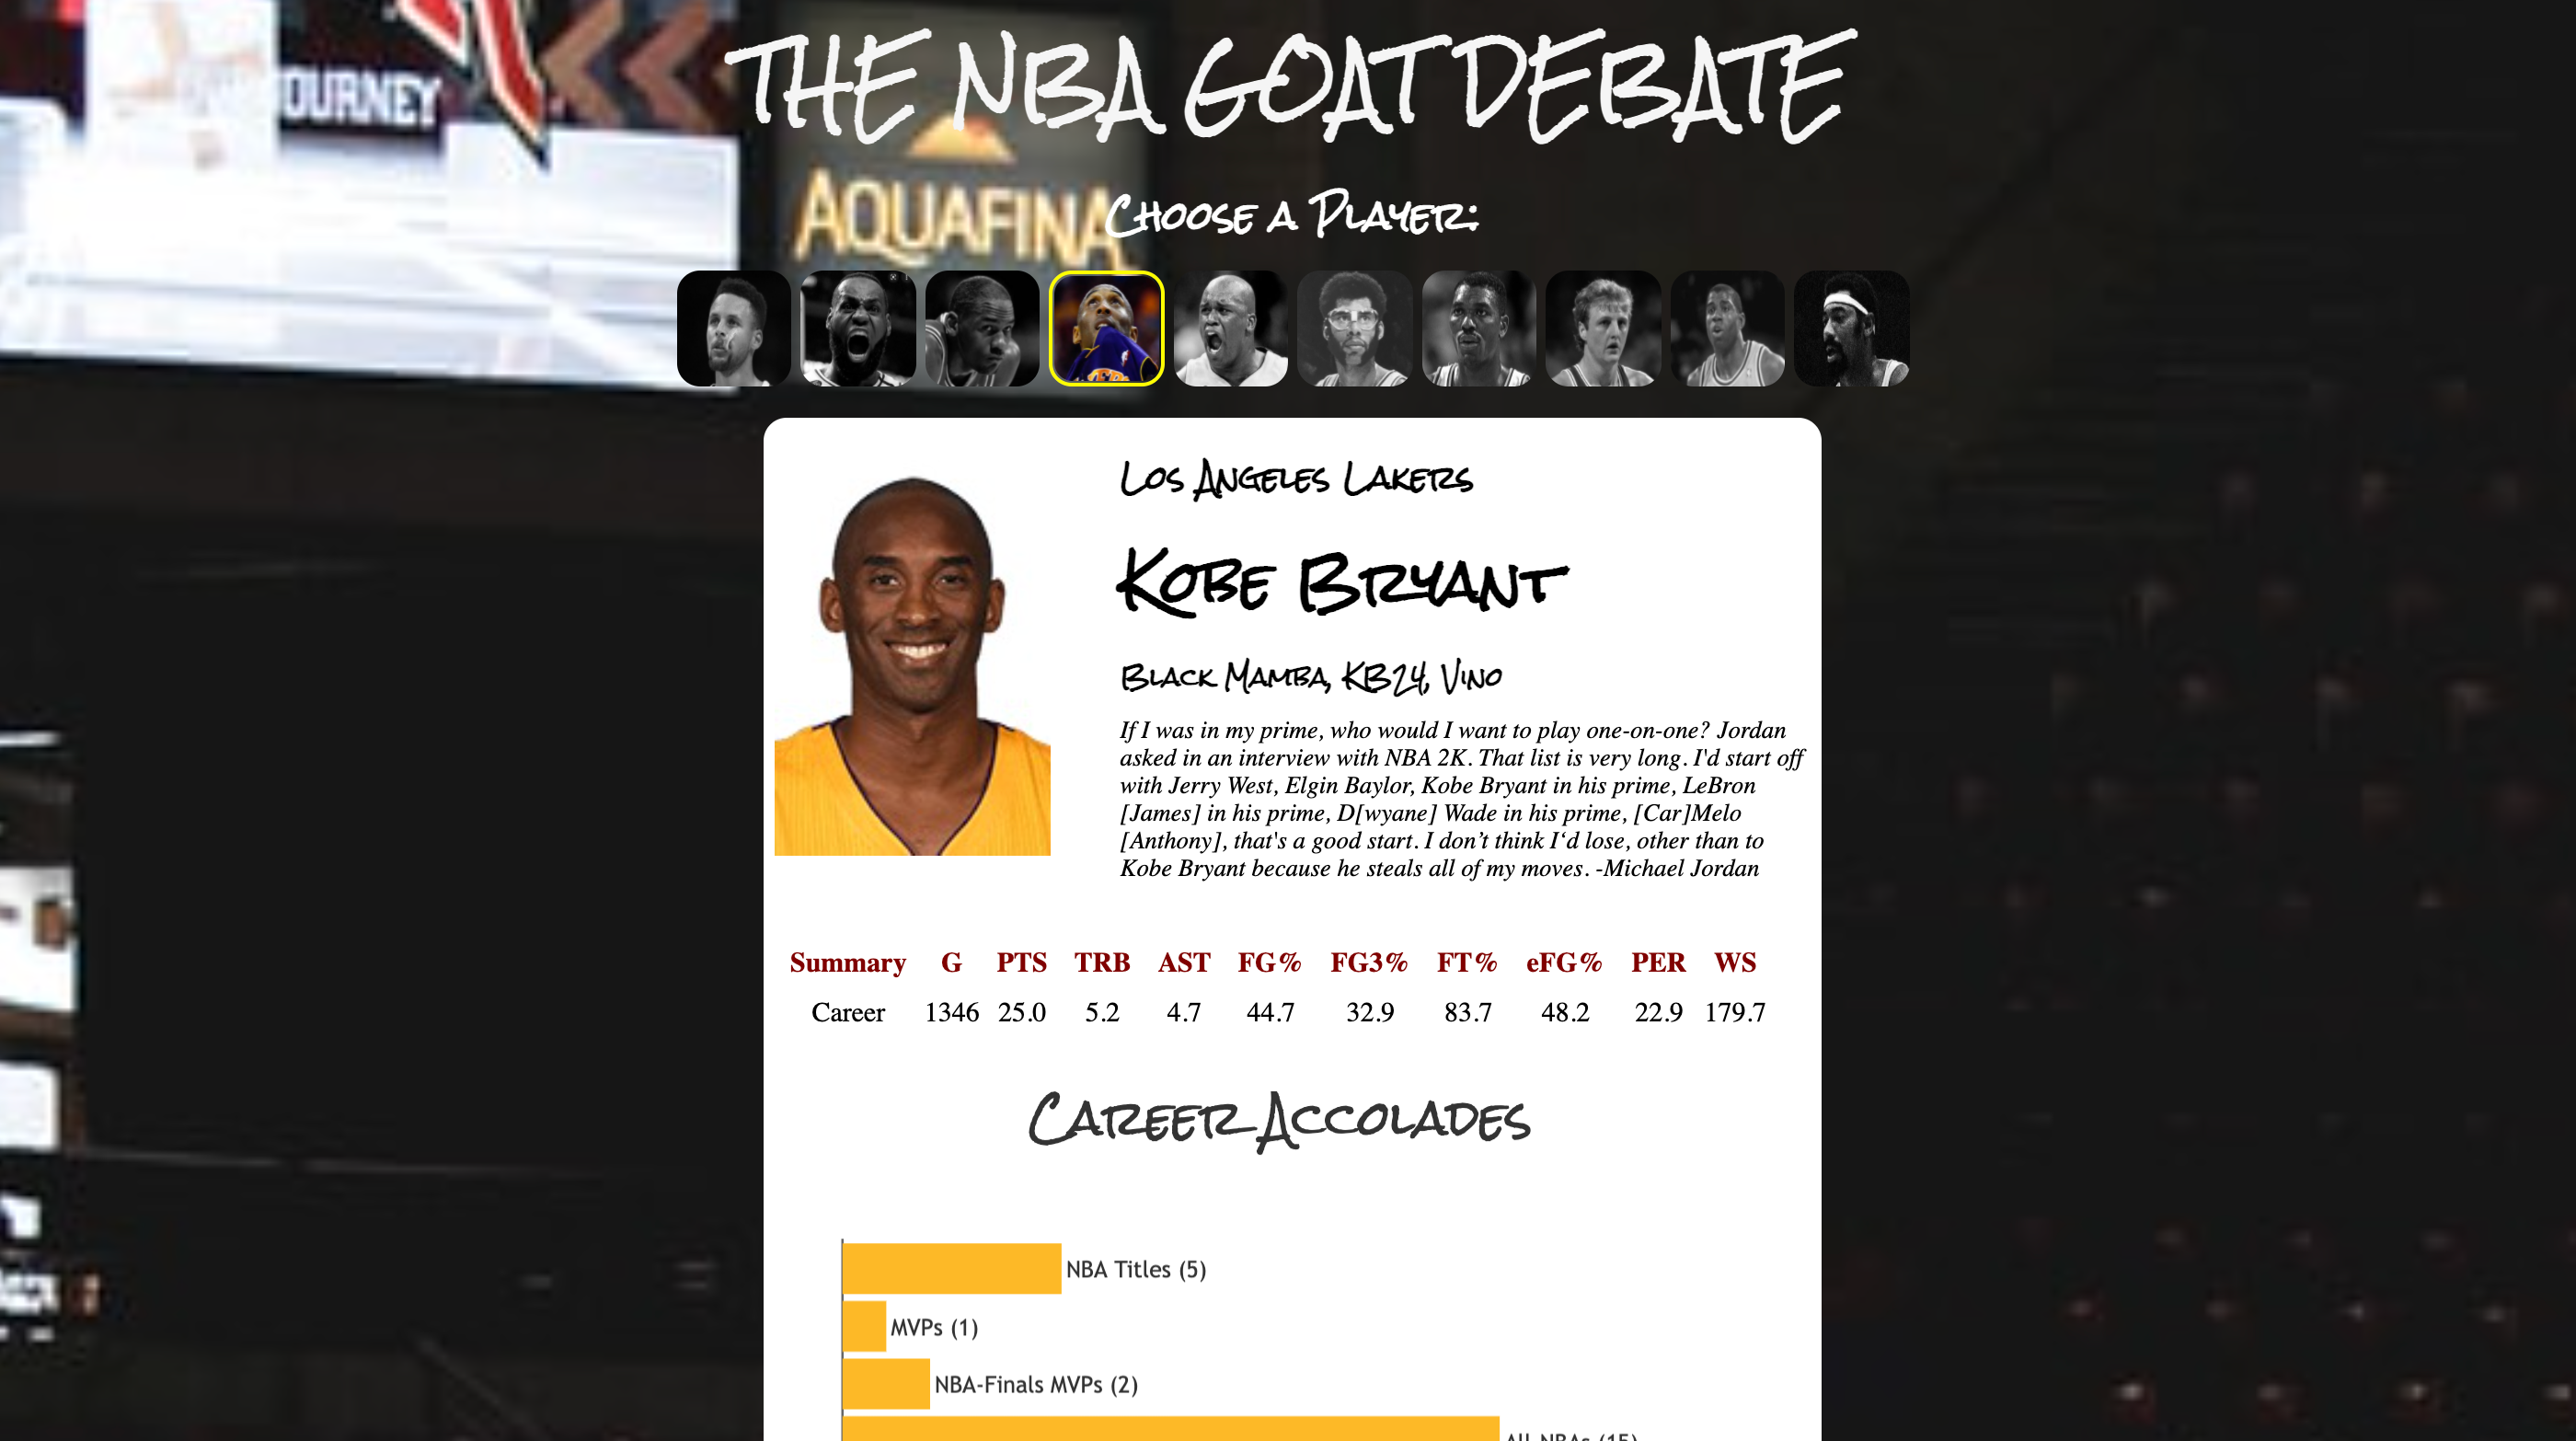 THE NBA GOAT DEBATE
OURNEY
AQUAFINA
Choose a Player:
Los Angeles Lakers
Kobe Bryant
Black Mamba, KB24, Vino
If I was in my prime, who would I want to play one-on-one? Jordan
asked in an interview with NBA 2K. That list is very long. I'd start off
with Jerry West, Elgin Baylor, Kobe Bryant in his prime, LeBron
[James] in his prime, D[wyane] Wade in his prime, [Car]Melo
[Anthony], that's a good start. I don’t think I‘d lose, other than to
Kobe Bryant because he steals all of my moves. -Michael Jordan
Summary G PTS TRB AST FG% FG3% FT% eFG% PER WS
Career 1346 25.0 5.2 4.7 44.7 32.9 83.7 48.2 22.9 179.7
Career Accolades
NBA Titles (5)
MVPs (1)
NBA-Finals MVPs (2)
All-NBAs (15)